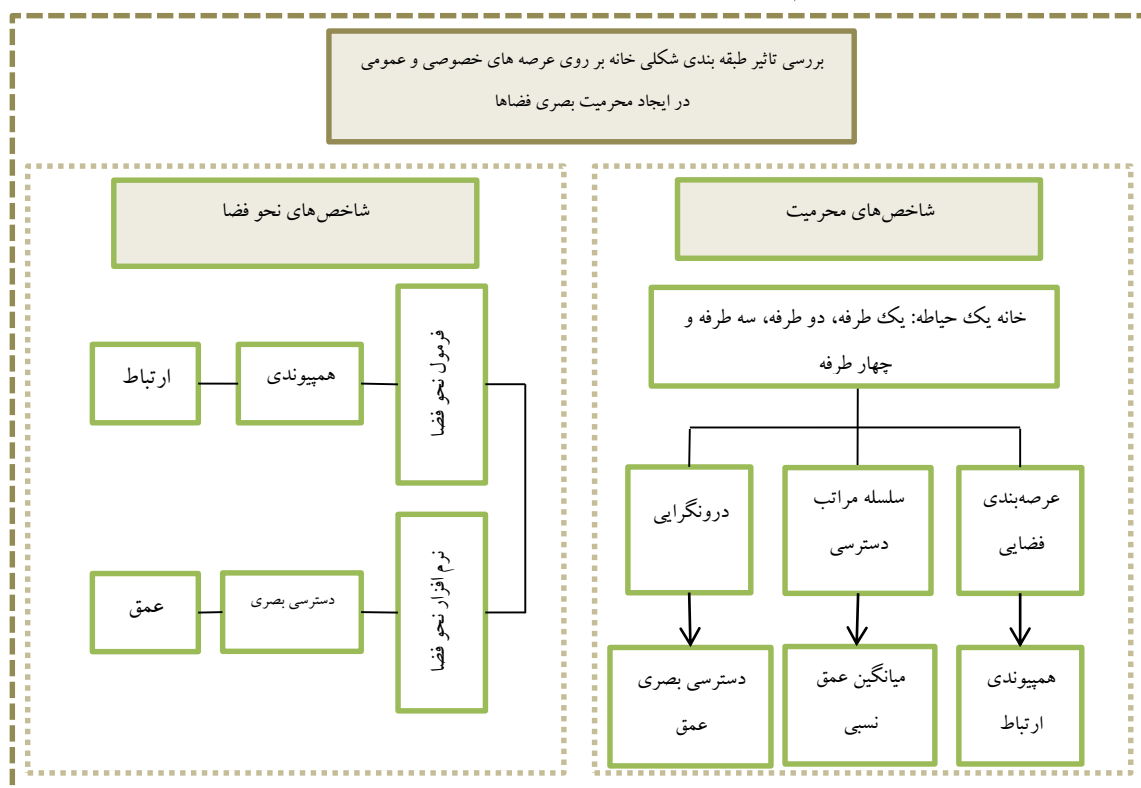 بررسی تاثیر طبقه بندی شکلی خانه بر روی عرصه های خصوصی و عمومی
در ایجاد محرمیت بصری فضاها
شاخص‌های محرمیت
خانه یک حیاطه: یک طرفه، دو طرفه، سه طرفه و
چهار طرفه
عرصه‌بندی
فضایی
سلسله مراتب
دسترسی
درونگرایی
همپیوندی
ارتباط
میانگین عمق
نسبی
دسترسی بصری
عمق
شاخص‌های نحو فضا
فرمول نحو فضا
همپیوندی
ارتباط
نرم‌افزار نحو فضا
دسترسی بصری
عمق